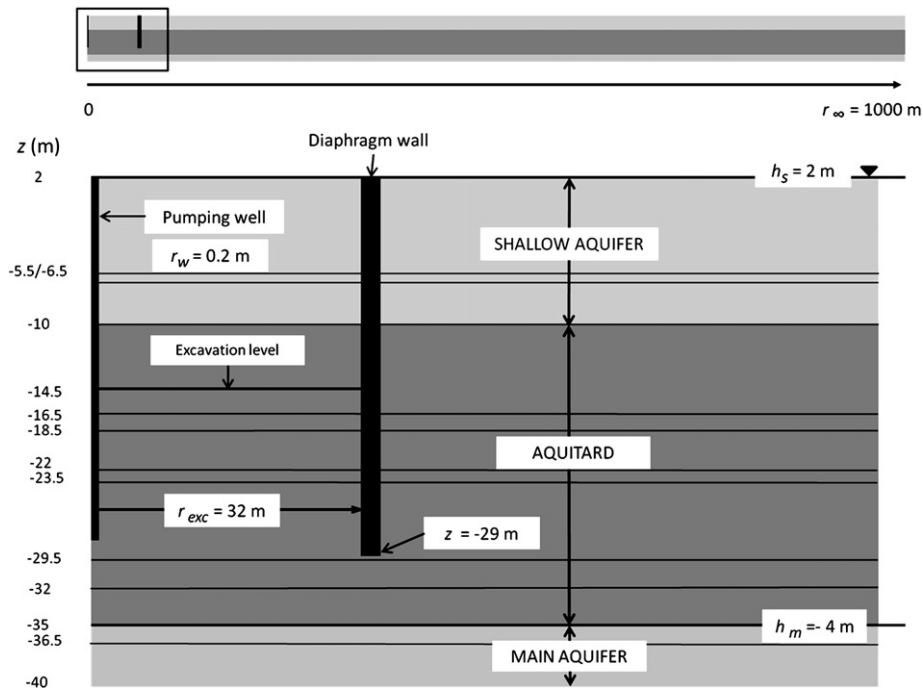 0
r∞ = 1000 m
z (m)
Diaphragm wall
2
hs = 2 m
Pumping well
rw = 0.2 m
SHALLOW AQUIFER
-5.5/-6.5
-10
Excavation level
-14.5
-16.5
-18.5
AQUITARD
-22
-23.5
rexc = 32 m
z = -29 m
-29.5
-32
-35
hm = - 4 m
-36.5
MAIN AQUIFER
-40